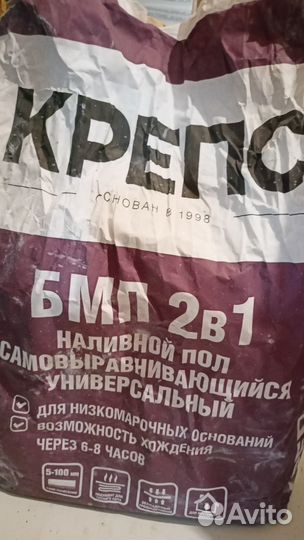 КРЕПС
ОСНОВАН В 1998
БМП 2в1
НАЛИВНОЙ ПОЛ
САМОВЫРАВНИВАЮЩИЙСЯ
УНИВЕРСАЛЬНЫЙ
ДЛЯ НИЗКОМАРОЧНЫХ ОСНОВАНИЙ
ВОЗМОЖНОСТЬ ХОЖДЕНИЯ
ЧЕРЕЗ 6-8 ЧАСОВ
5-100 мм
Avito